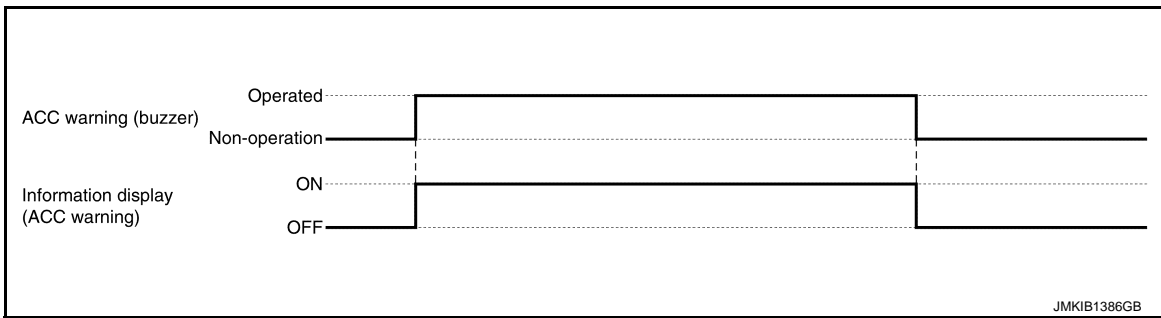 Operated
ACC warning (buzzer)
Non-operation
ON
Information display
(ACC warning)
OFF
JMKIB1386GB